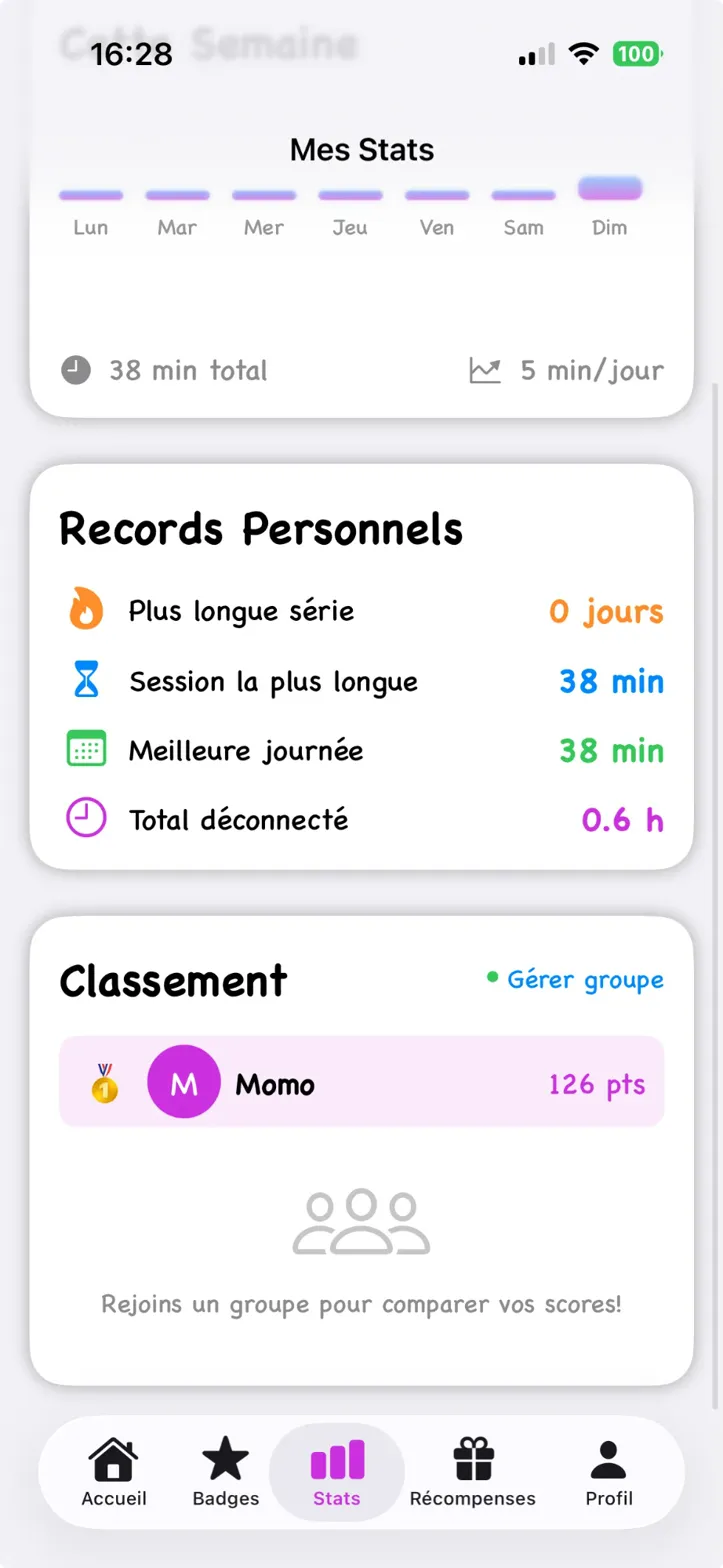 Cette Semaine
16:28
100
Mes Stats
Lun Mar Mer Jeu Ven Sam Dim
38 min total 5 min/jour
Records Personnels
Plus longue série 0 jours
Session la plus longue 38 min
Meilleure journée 38 min
Total déconnecté 0.6 h
Classement Gérer groupe
1 M Momo 126 pts
Rejoins un groupe pour comparer vos scores!
Accueil Badges Stats Récompenses Profil